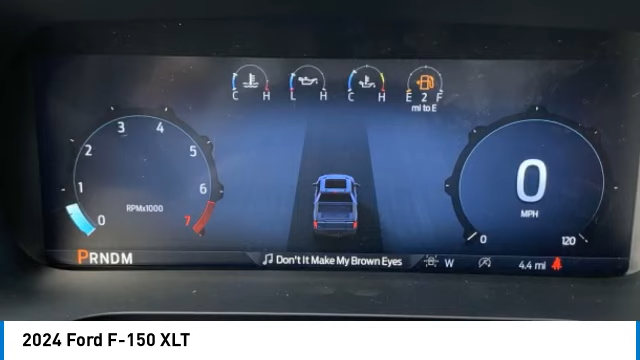 C H L H C H E 2 F
mi to E
3 4
2 5
1 6
0 7
RPMx1000
0
MPH
0 120
PRNDM
Don't It Make My Brown Eyes
W
4.4 mi
2024 Ford F-150 XLT